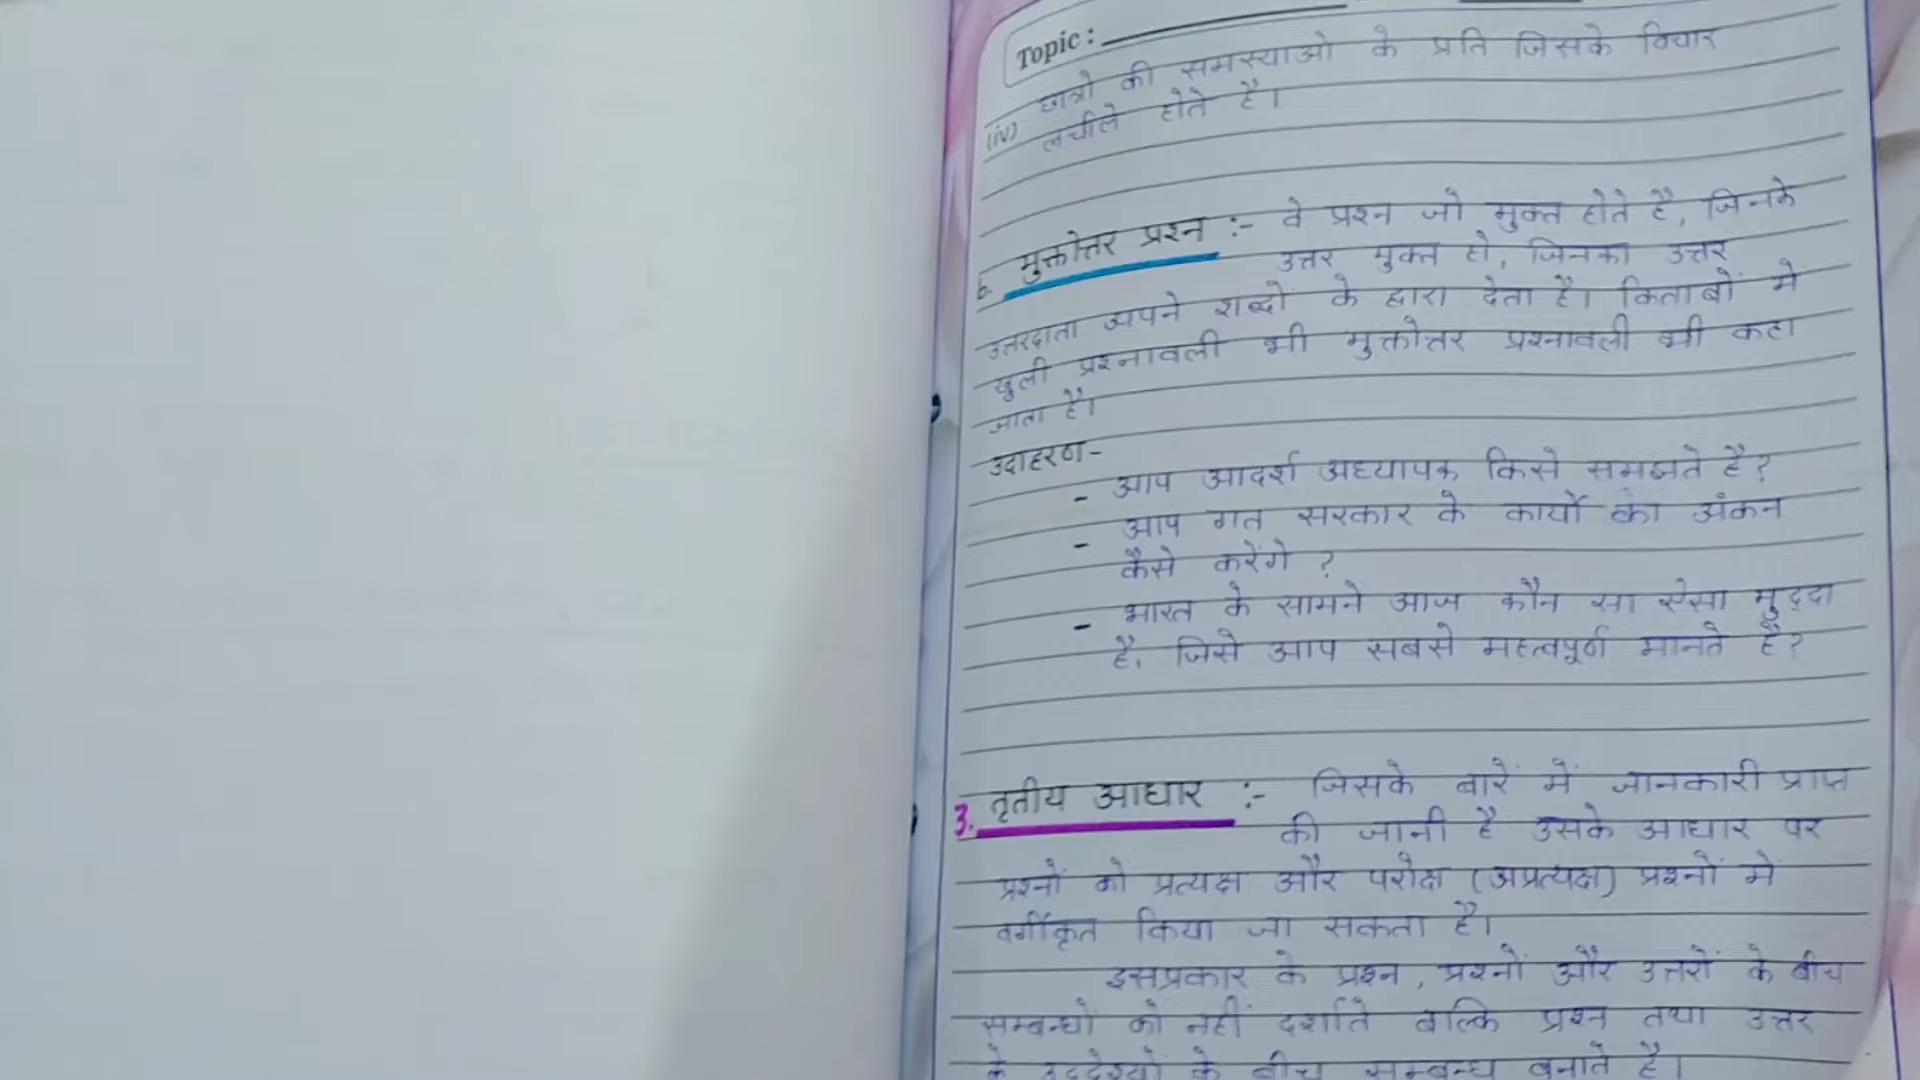 Topic :
(iv) छात्रो की समस्याओ के प्रति जिसके विचार
लचीले होते है।
b. मुक्तोत्तर प्रश्न :- वे प्रश्न जो मुक्त होते है, जिनके
उत्तर मुक्त हो, जिनका उत्तर
उत्तरदाता अपने शब्दों के द्वारा देता है। किताबों मे
खुली प्रश्नावली भी मुक्तोत्तर प्रश्नावली भी कहा
जाता है।
उदाहरण-
- आप आदर्श अध्यापक किसे समझते है?
- आप गत सरकार के कार्यों का अंकन
कैसे करेंगे ?
- भारत के सामने आज कौन सा ऐसा मुद्दा
है, जिसे आप सबसे महत्वपूर्ण मानते है?
3. तृतीय आधार :- जिसके बारें में जानकारी प्राप्त
की जानी है उसके आधार पर
प्रश्नों को प्रत्यक्ष और परोक्ष (अप्रत्यक्ष) प्रश्नों मे
वर्गीकृत किया जा सकता है।
इसप्रकार के प्रश्न, प्रश्नों और उत्तरों के बीच
सम्बन्धों को नहीं दर्शाते बल्कि प्रश्न तथा उत्तर
के उद्देश्यों के बीच सम्बन्ध बनाते है।